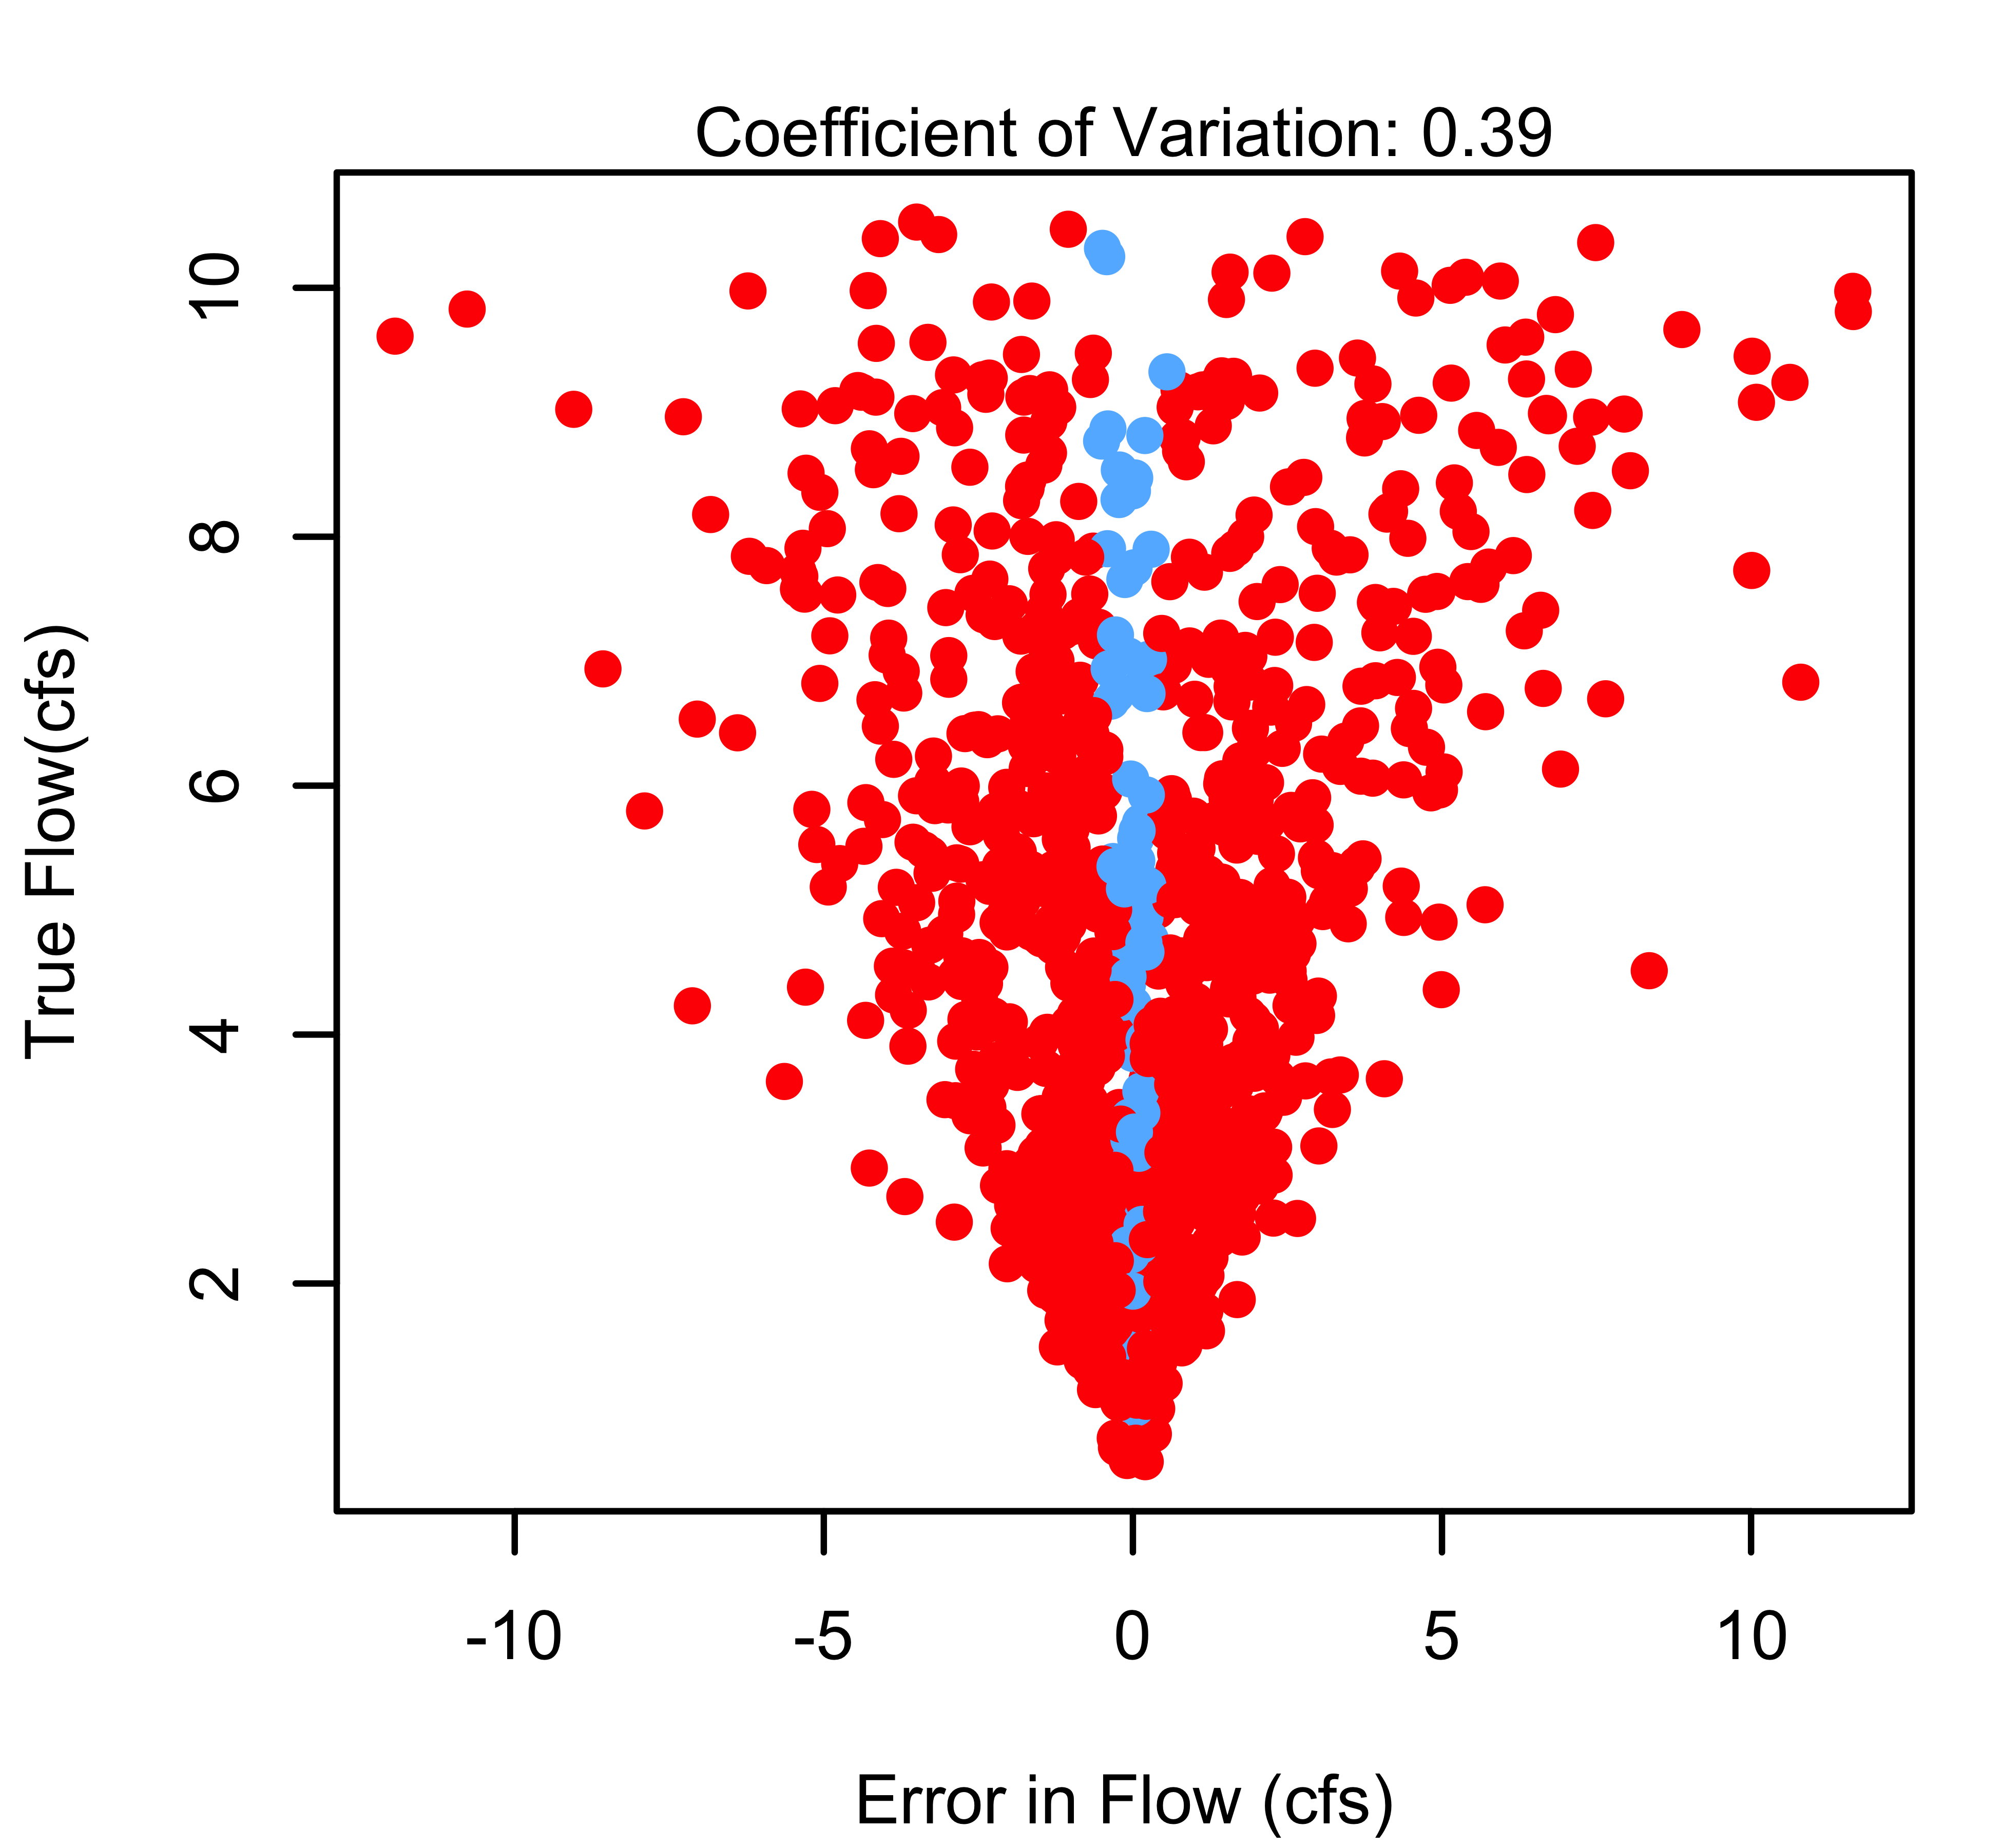 Coefficient of Variation: 0.39
True Flow (cfs)
10
8
6
4
2
-10 -5 0 5 10
Error in Flow (cfs)